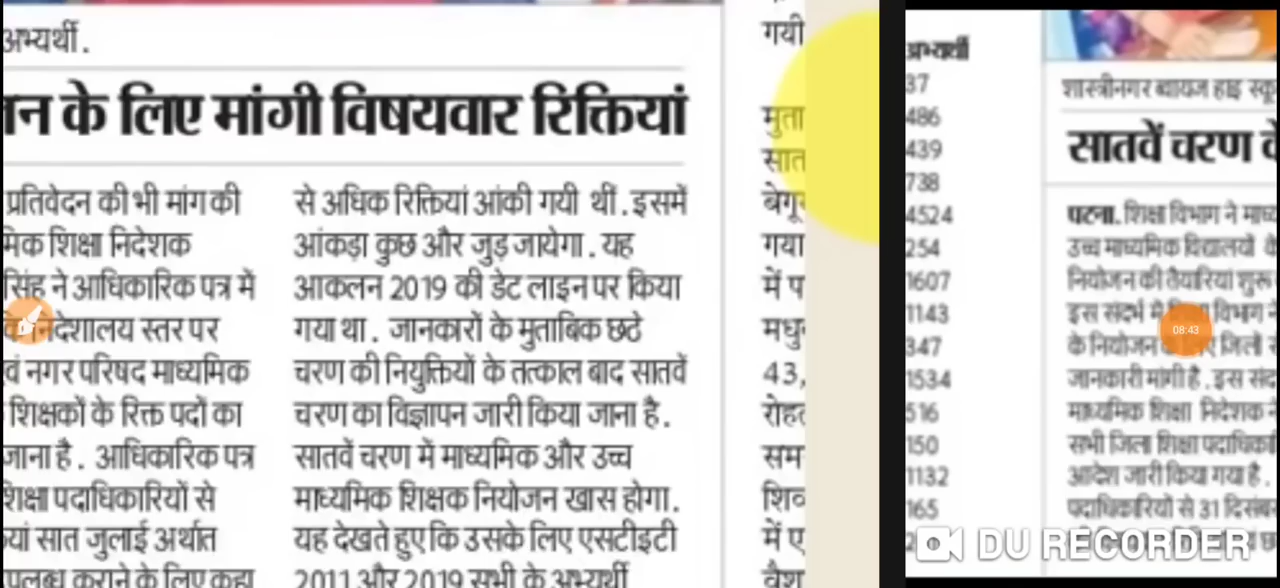 अभ्यर्थी.
के लिए मांगी विषयवार रिक्तियां
प्रतिवेदन की भी मांग की
शिक्षा निदेशक
सिंह ने आधिकारिक पत्र में
निदेशालय स्तर पर
नगर परिषद माध्यमिक
शिक्षकों के रिक्त पदों का
जाना है. आधिकारिक पत्र
शिक्षा पदाधिकारियों से
सात जुलाई अर्थात
कराने के लिए कहा
से अधिक रिक्तियां आंकी गयी थीं. इसमें
आंकड़ा कुछ और जुड़ जायेगा. यह
आकलन 2019 की डेट लाइन पर किया
गया था. जानकारों के मुताबिक छठे
चरण की नियुक्तियों के तत्काल बाद सातवें
चरण का विज्ञापन जारी किया जाना है.
सातवें चरण में माध्यमिक और उच्च
माध्यमिक शिक्षक नियोजन खास होगा.
यह देखते हुए कि उसके लिए एसटीइटी
2011 और 2019 सभी के अभ्यर्थी
गयी
गया
में
43,
में
अभ्यर्थी
37
486
439
738
4524
254
1607
1143
347
1534
516
150
1132
165
शास्त्रीनगर ब्वायज हाइ
सातवें चरण
पटना. शिक्षा विभाग ने
उच्च माध्यमिक विद्यालयों
नियोजन की तैयारियां शुरू
इस संदर्भ में विभाग
के नियोजन जिलों
जानकारी मांगी है. इस
माध्यमिक शिक्षा निदेशक
सभी जिला शिक्षा
आदेश जारी किया गया है.
पदाधिकारियों से 31
08:43
DU RECORDER